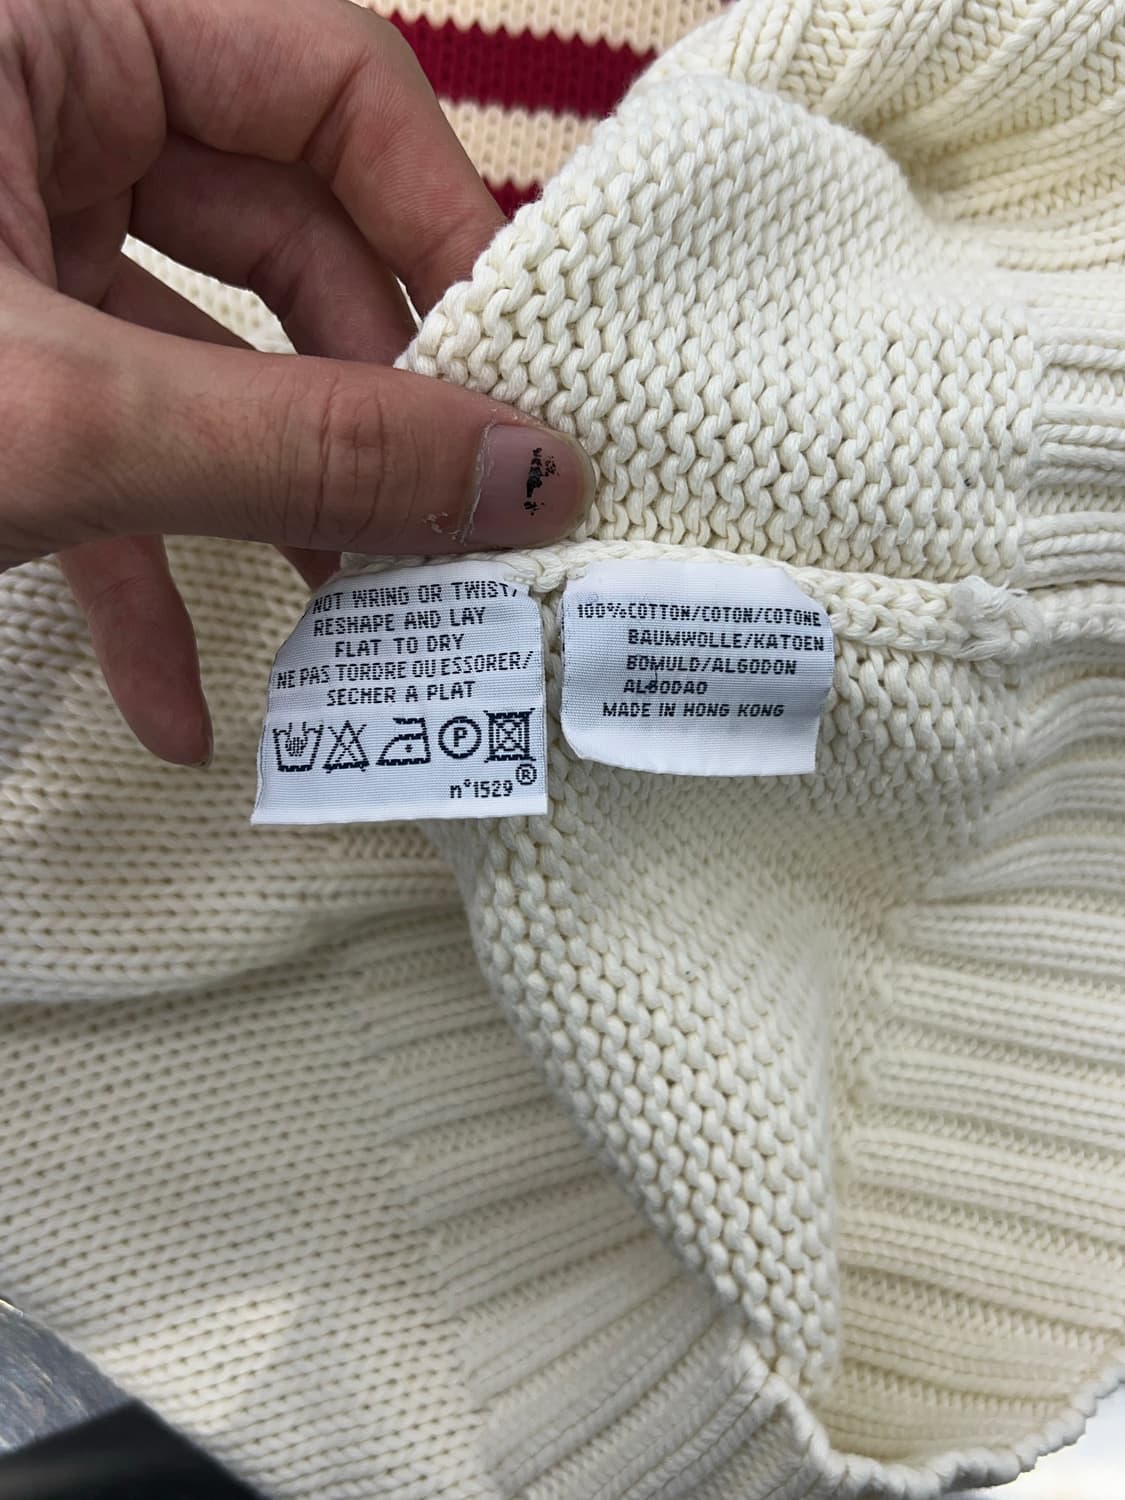 NOT WRING OR TWIST/
RESHAPE AND LAY
FLAT TO DRY
NE PAS TORDRE OU ESSORER/
SECHER A PLAT
P
n°1529®
100%COTTON/COTON/COTONE
BAUMWOLLE/KATOEN
BOMULD/ALGODON
ALGODAO
MADE IN HONG KONG